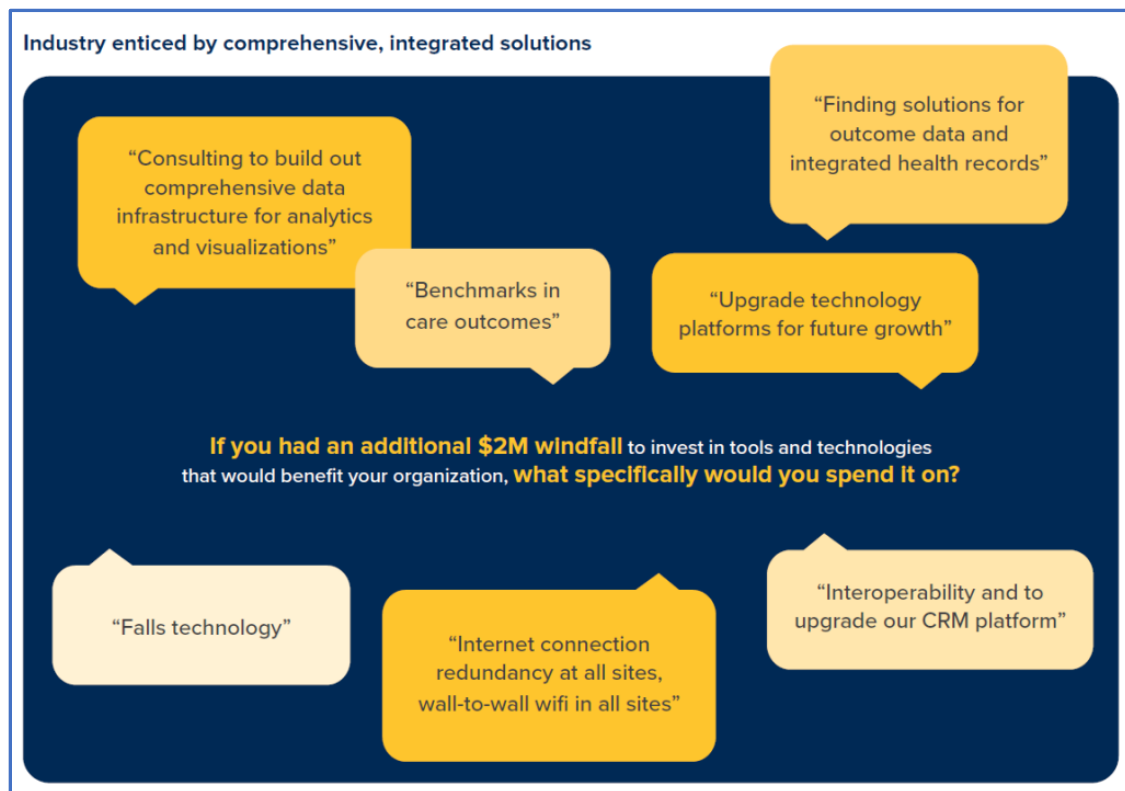 Industry enticed by comprehensive, integrated solutions
“Consulting to build out
comprehensive data
infrastructure for analytics
and visualizations”
“Finding solutions for
outcome data and
integrated health records”
“Benchmarks in
care outcomes”
“Upgrade technology
platforms for future growth”
If you had an additional $2M windfall to invest in tools and technologies
that would benefit your organization, what specifically would you spend it on?
“Falls technology”
“Internet connection
redundancy at all sites,
wall-to-wall wifi in all sites”
“Interoperability and to
upgrade our CRM platform”